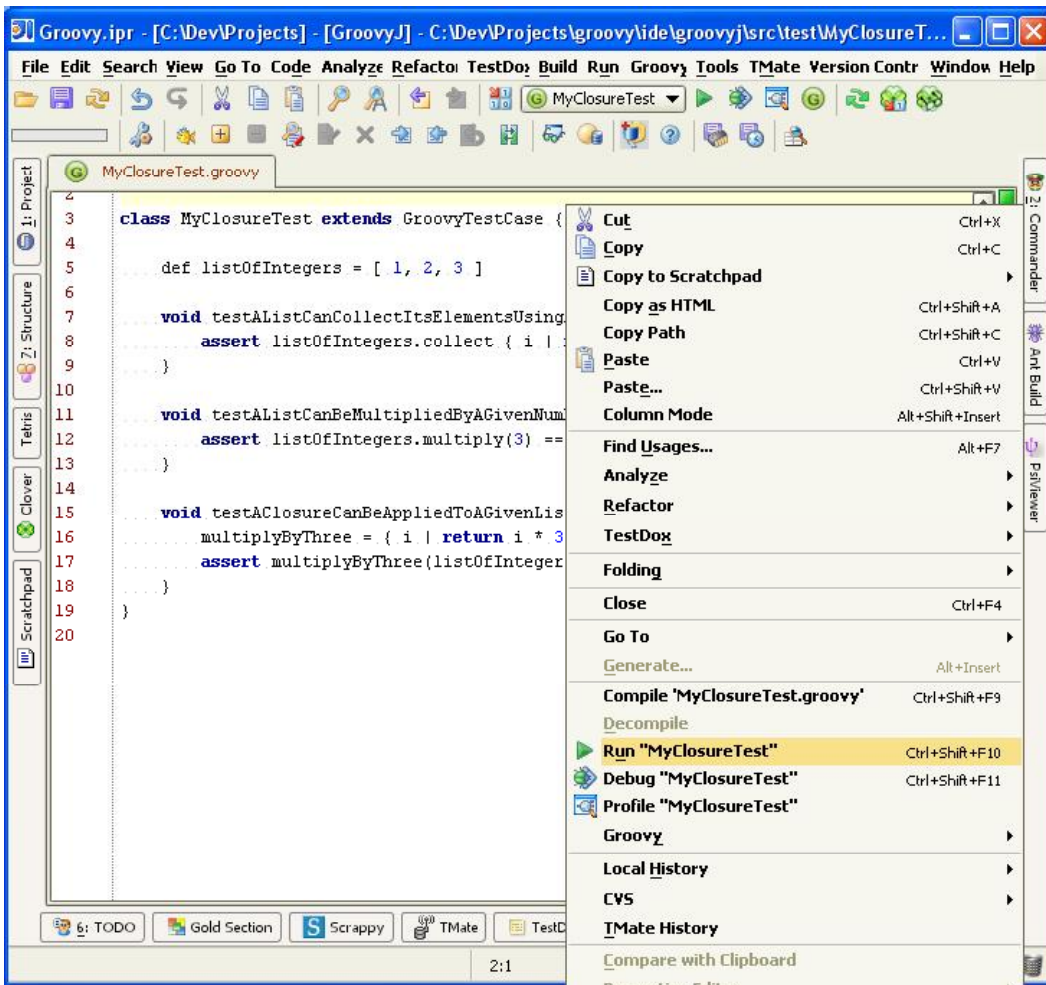 Groovy.ipr - [C:\Dev\Projects] - [GroovyJ] - C:\Dev\Projects\groovy\ide\groovyj\src\test\MyClosureT...
File Edit Search View Go To Code Analyze Refactor TestDox Build Run Groovy Tools TMate Version Contr Window Help
MyClosureTest
1: Project
7: Structure
Tetris
Clover
Scratchpad
MyClosureTest.groovy
2
3 class MyClosureTest extends GroovyTestCase {
4
5 def listOfIntegers = [ 1, 2, 3 ]
6
7 void testAListCanCollectItsElementsUsing
8 assert listOfIntegers.collect { i |
9 }
10
11 void testAListCanBeMultipliedByAGivenNum
12 assert listOfIntegers.multiply(3) ==
13 }
14
15 void testAClosureCanBeAppliedToAGivenLis
16 multiplyByThree = { i | return i * 3
17 assert multiplyByThree(listOfInteger
18 }
19 }
20
Cut Ctrl+X
Copy Ctrl+C
Copy to Scratchpad
Copy as HTML Ctrl+Shift+A
Copy Path Ctrl+Shift+C
Paste Ctrl+V
Paste... Ctrl+Shift+V
Column Mode Alt+Shift+Insert
Find Usages... Alt+F7
Analyze
Refactor
TestDox
Folding
Close Ctrl+F4
Go To
Generate... Alt+Insert
Compile 'MyClosureTest.groovy' Ctrl+Shift+F9
Decompile
Run "MyClosureTest" Ctrl+Shift+F10
Debug "MyClosureTest" Ctrl+Shift+F11
Profile "MyClosureTest"
Groovy
Local History
CVS
TMate History
Compare with Clipboard
2: Commander
Ant Build
PsiViewer
6: TODO Gold Section Scrappy TMate TestD
2:1